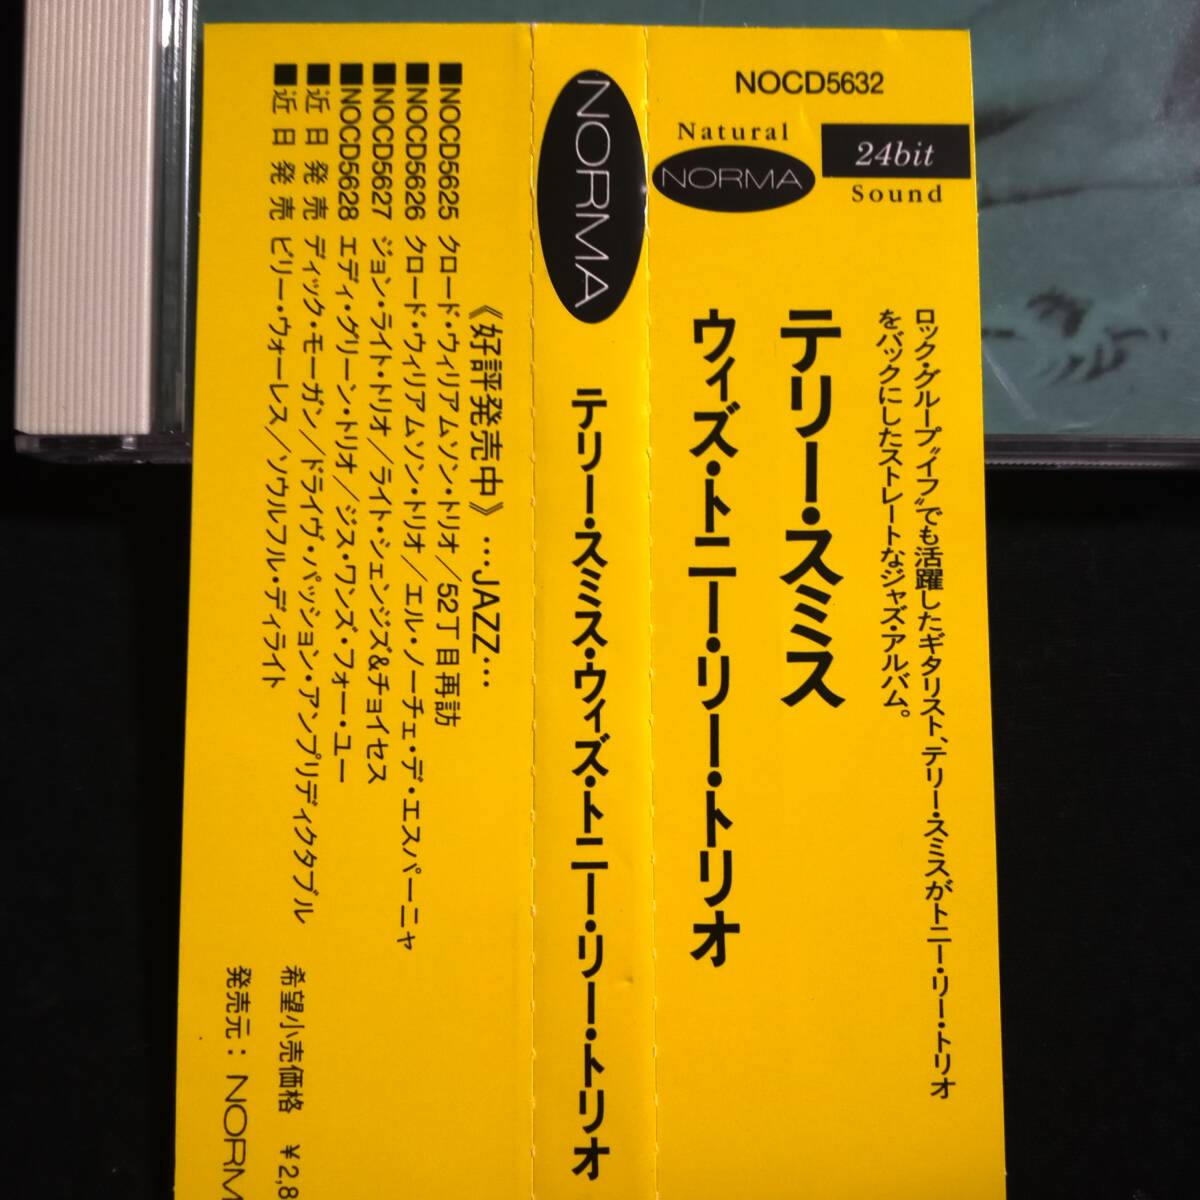 NOCD5632
Natural
NORMA
24bit
Sound
ロック・グループ“イフ”でも活躍したギタリスト、テリー・スミスがトニー・リー・トリオ
をバックにしたストレートなジャズ・アルバム。
テリー・スミス
ウィズ・トニー・リー・トリオ
NORMA
テリー・スミス・ウィズ・トニー・リー・トリオ
《好評発売中》…JAZZ…
■NOCD5625 クロード・ウィリアムソン・トリオ／52丁目再訪
■NOCD5626 クロード・ウィリアムソン・トリオ／エル・ノーチェ・デ・エスパーニャ
■NOCD5627 ジョン・ライト・トリオ／ライト・シェンジズ&チョイセス
■NOCD5628 エディ・グリーン・トリオ／ジス・ワンズ・フォー・ユー
■近日発売 ディック・モーガン／ドライヴ・パッション・アンプリディクタブル
■近日発売 ビリー・ウォーレス／ソウルフル・ディライト
希望小売価格 ¥2,8
発売元：NORM